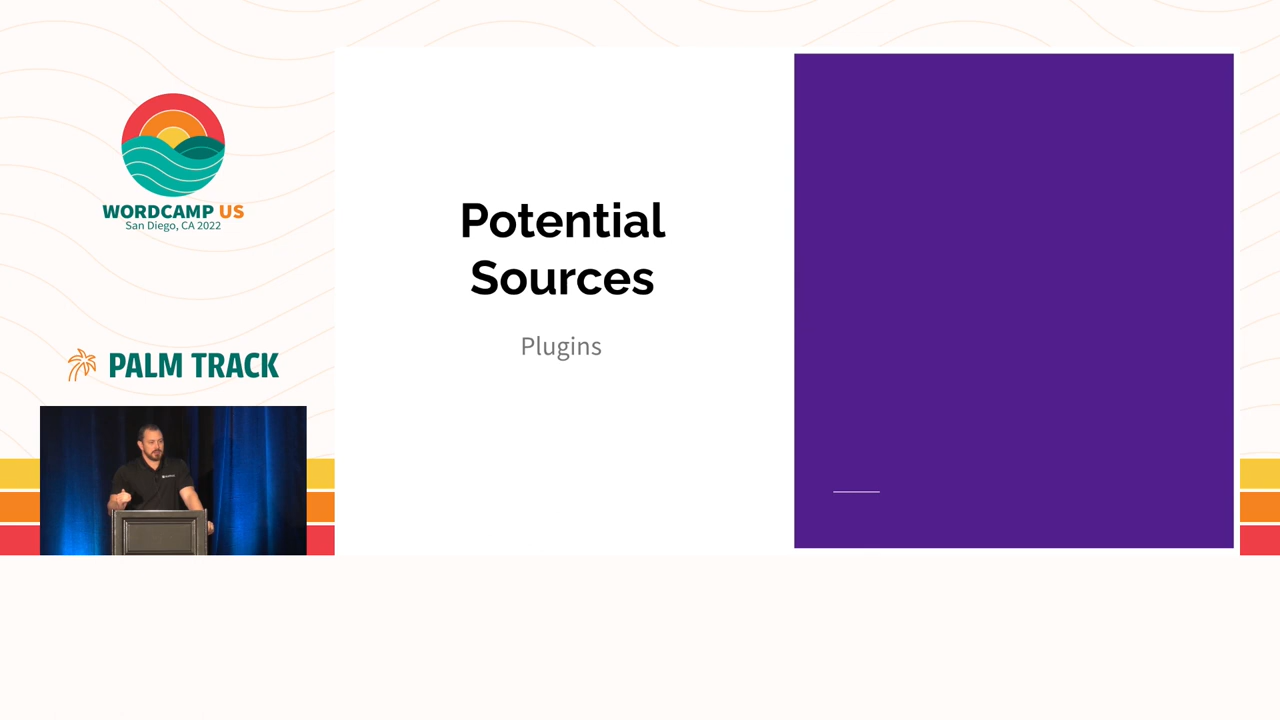 WORDCAMP US
San Diego, CA 2022
PALM TRACK
Potential
Sources
Plugins